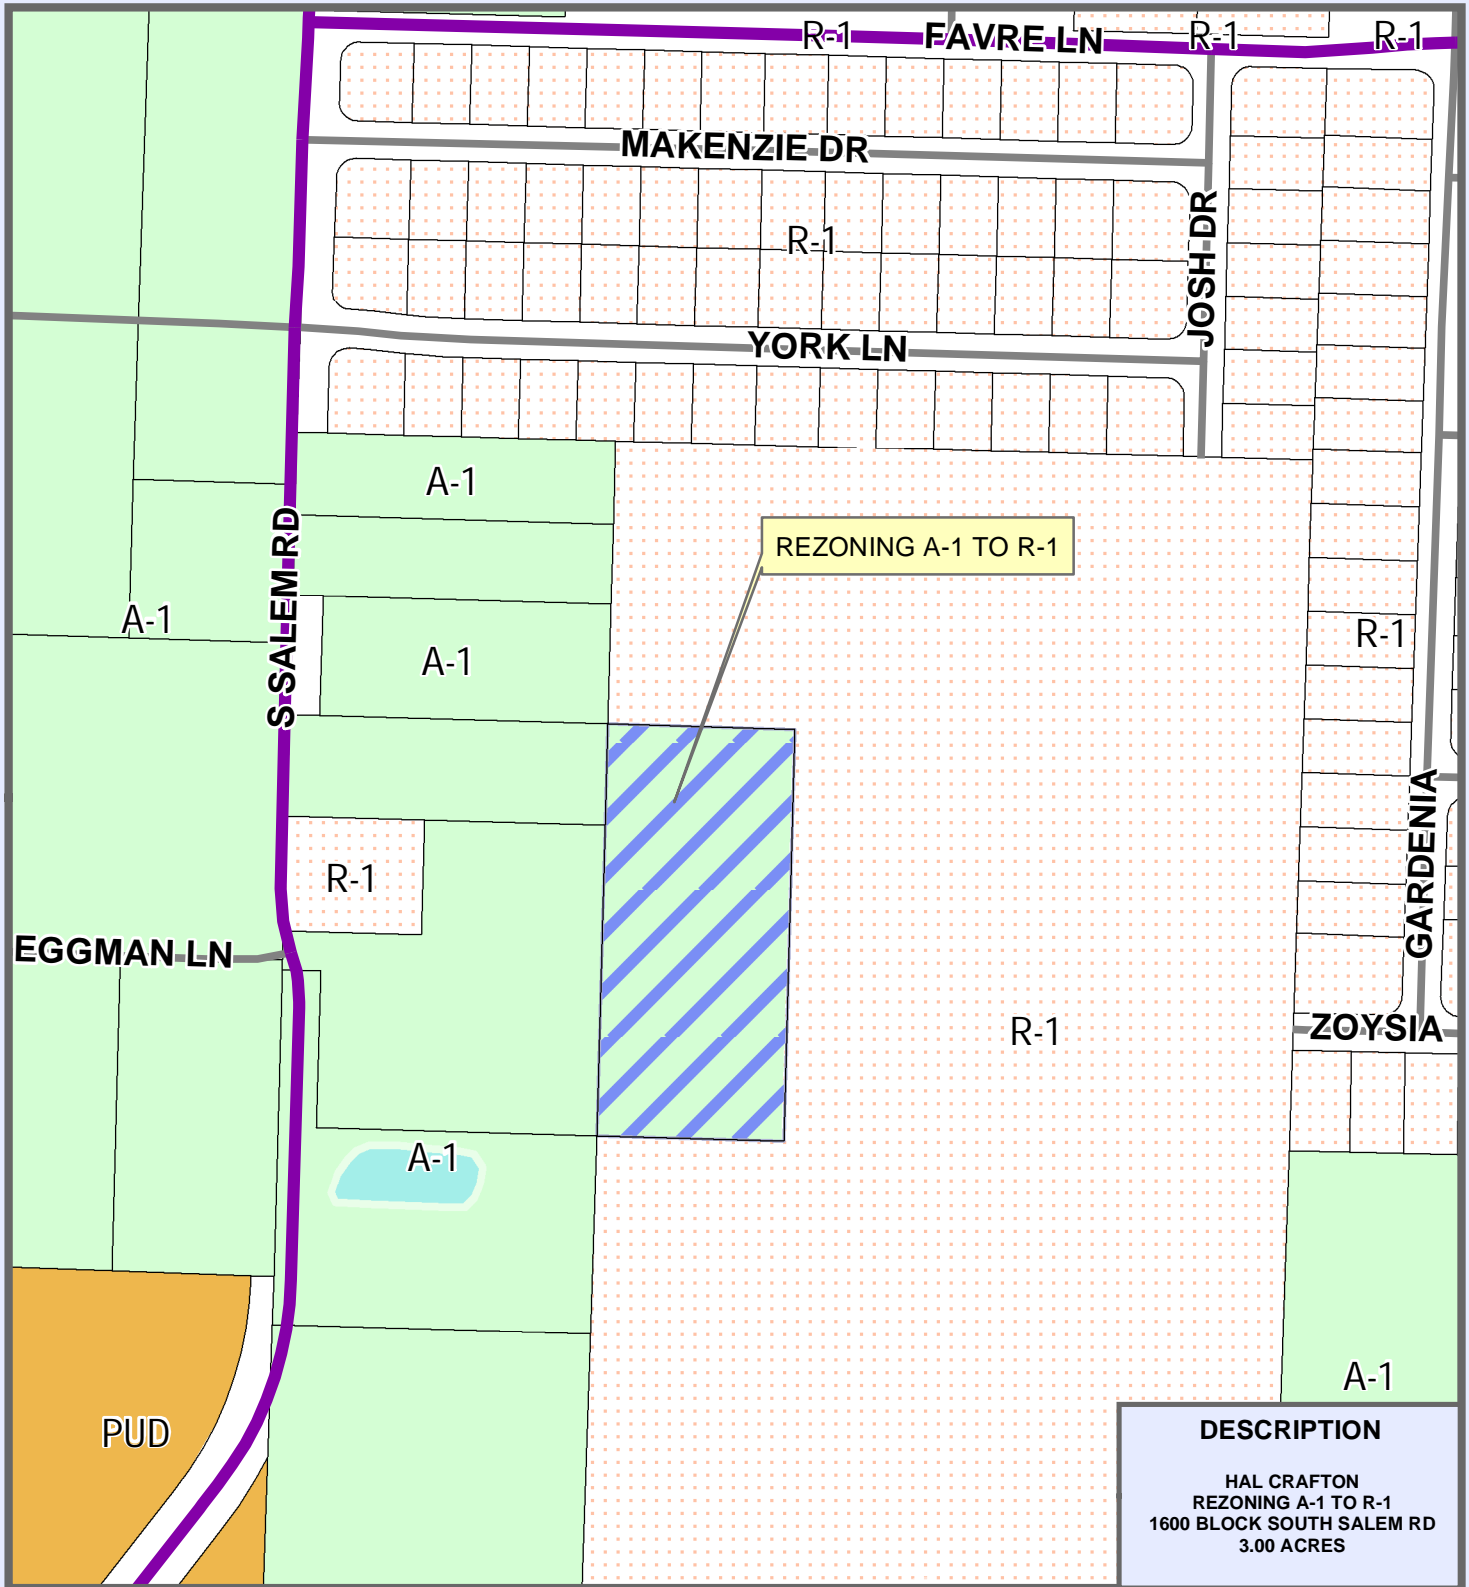 R-1
FAVRE LN
R-1
R-1
MAKENZIE DR
JOSH DR
R-1
YORK LN
A-1
S SALEM RD
REZONING A-1 TO R-1
A-1
A-1
R-1
R-1
GARDENIA
EGGMAN LN
R-1
ZOYSIA
A-1
A-1
PUD
DESCRIPTION
HAL CRAFTON
REZONING A-1 TO R-1
1600 BLOCK SOUTH SALEM RD
3.00 ACRES